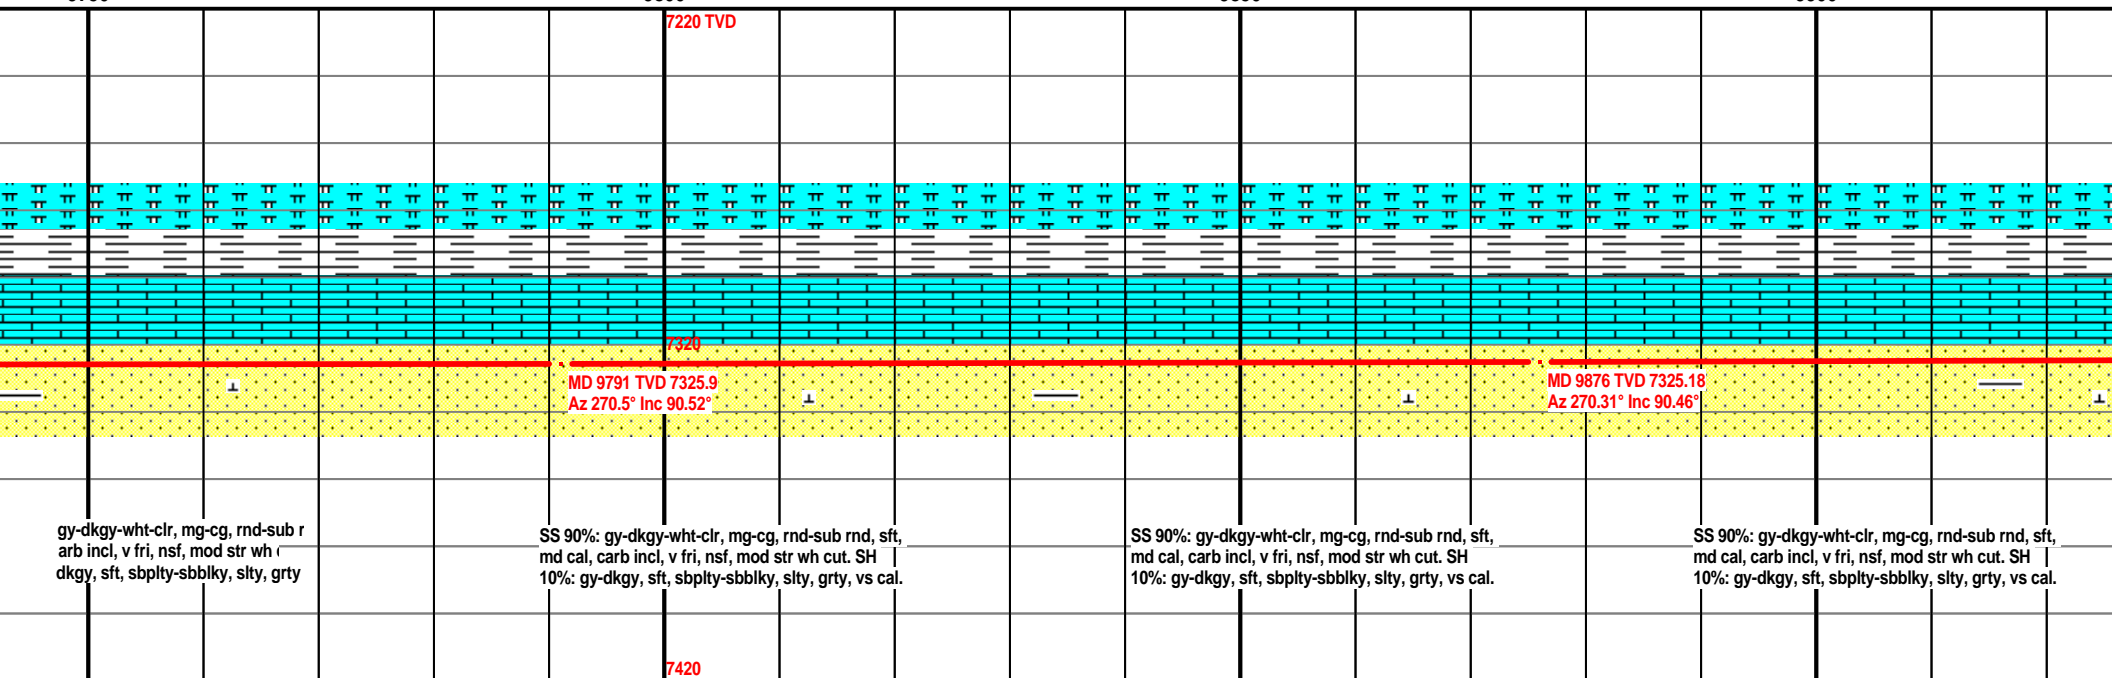 7220 TVD
7320
MD 9791 TVD 7325.9
Az 270.5° Inc 90.52°
MD 9876 TVD 7325.18
Az 270.31° Inc 90.46°
gy-dkgy-wht-clr, mg-cg, rnd-sub r
arb incl, v fri, nsf, mod str wh
dkgy, sft, sbplty-sbblky, slty, grty
SS 90%: gy-dkgy-wht-clr, mg-cg, rnd-sub rnd, sft,
md cal, carb incl, v fri, nsf, mod str wh cut. SH
10%: gy-dkgy, sft, sbplty-sbblky, slty, grty, vs cal.
SS 90%: gy-dkgy-wht-clr, mg-cg, rnd-sub rnd, sft,
md cal, carb incl, v fri, nsf, mod str wh cut. SH
10%: gy-dkgy, sft, sbplty-sbblky, slty, grty, vs cal.
SS 90%: gy-dkgy-wht-clr, mg-cg, rnd-sub rnd, sft,
md cal, carb incl, v fri, nsf, mod str wh cut. SH
10%: gy-dkgy, sft, sbplty-sbblky, slty, grty, vs cal.
7420